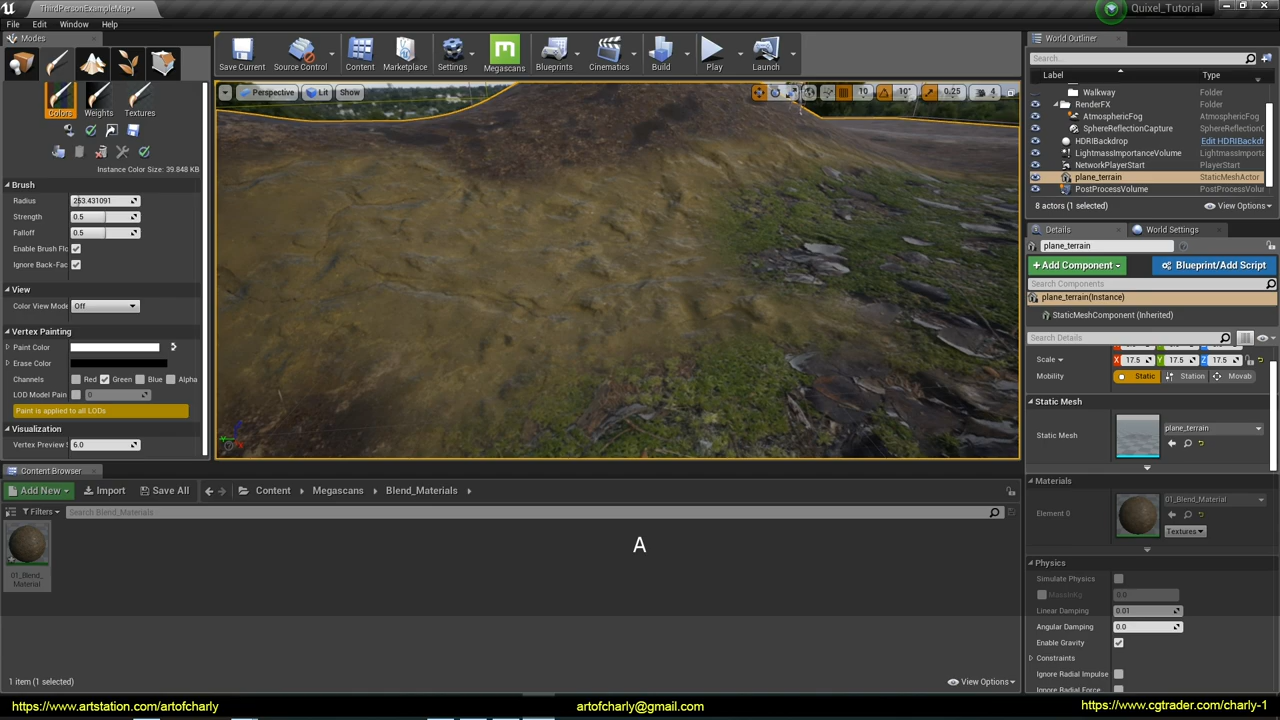 ThirdPersonExampleMap*
Quixel_Tutorial
File Edit Window Help
Modes
Save Current
Source Control
Content
Marketplace
Settings
Megascans
Blueprints
Cinematics
Build
Play
Launch
Colors
Weights
Textures
Instance Color Size: 39.848 KB
Brush
Radius 253.431091
Strength 0.5
Falloff 0.5
Enable Brush Flo
Ignore Back-Fac
View
Color View Mode Off
Vertex Painting
Paint Color
Erase Color
Channels Red Green Blue Alpha
LOD Model Pain 0
Paint is applied to all LODs
Visualization
Vertex Preview S 6.0
Perspective Lit Show
10 10° 0.25 4
World Outliner
Search...
Label Type
Walkway Folder
RenderFX Folder
AtmosphericFog AtmosphericFog
SphereReflectionCapture SphereReflection
HDRIBackdrop Edit HDRIBackdr
LightmassImportanceVolume LightmassImporta
NetworkPlayerStart PlayerStart
plane_terrain StaticMeshActor
PostProcessVolume PostProcessVolu
8 actors (1 selected) View Options
Details World Settings
plane_terrain
+Add Component Blueprint/Add Script
Search Components
plane_terrain(Instance)
StaticMeshComponent (Inherited)
Search Details
Scale X 17.5 Y 17.5 Z 17.5
Mobility Static Station Movab
Static Mesh
Static Mesh plane_terrain
Materials
Element 0 01_Blend_Material
Textures
Physics
Simulate Physics
MassInKg 0.0
Linear Damping 0.01
Angular Damping 0.0
Enable Gravity
Constraints
Ignore Radial Impulse
Ignore Radial Force
Content Browser
Add New Import Save All Content Megascans Blend_Materials
Filters Search Blend_Materials
01_Blend_
Material
A
1 item (1 selected) View Options
https://www.artstation.com/artofcharly artofcharly@gmail.com https://www.cgtrader.com/charly-1